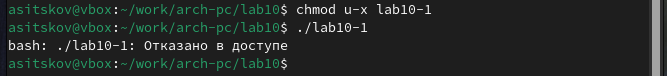 asitskov@vbox:~/work/arch-pc/lab10$ chmod u-x lab10-1
asitskov@vbox:~/work/arch-pc/lab10$ ./lab10-1
bash: ./lab10-1: Отказано в доступе
asitskov@vbox:~/work/arch-pc/lab10$